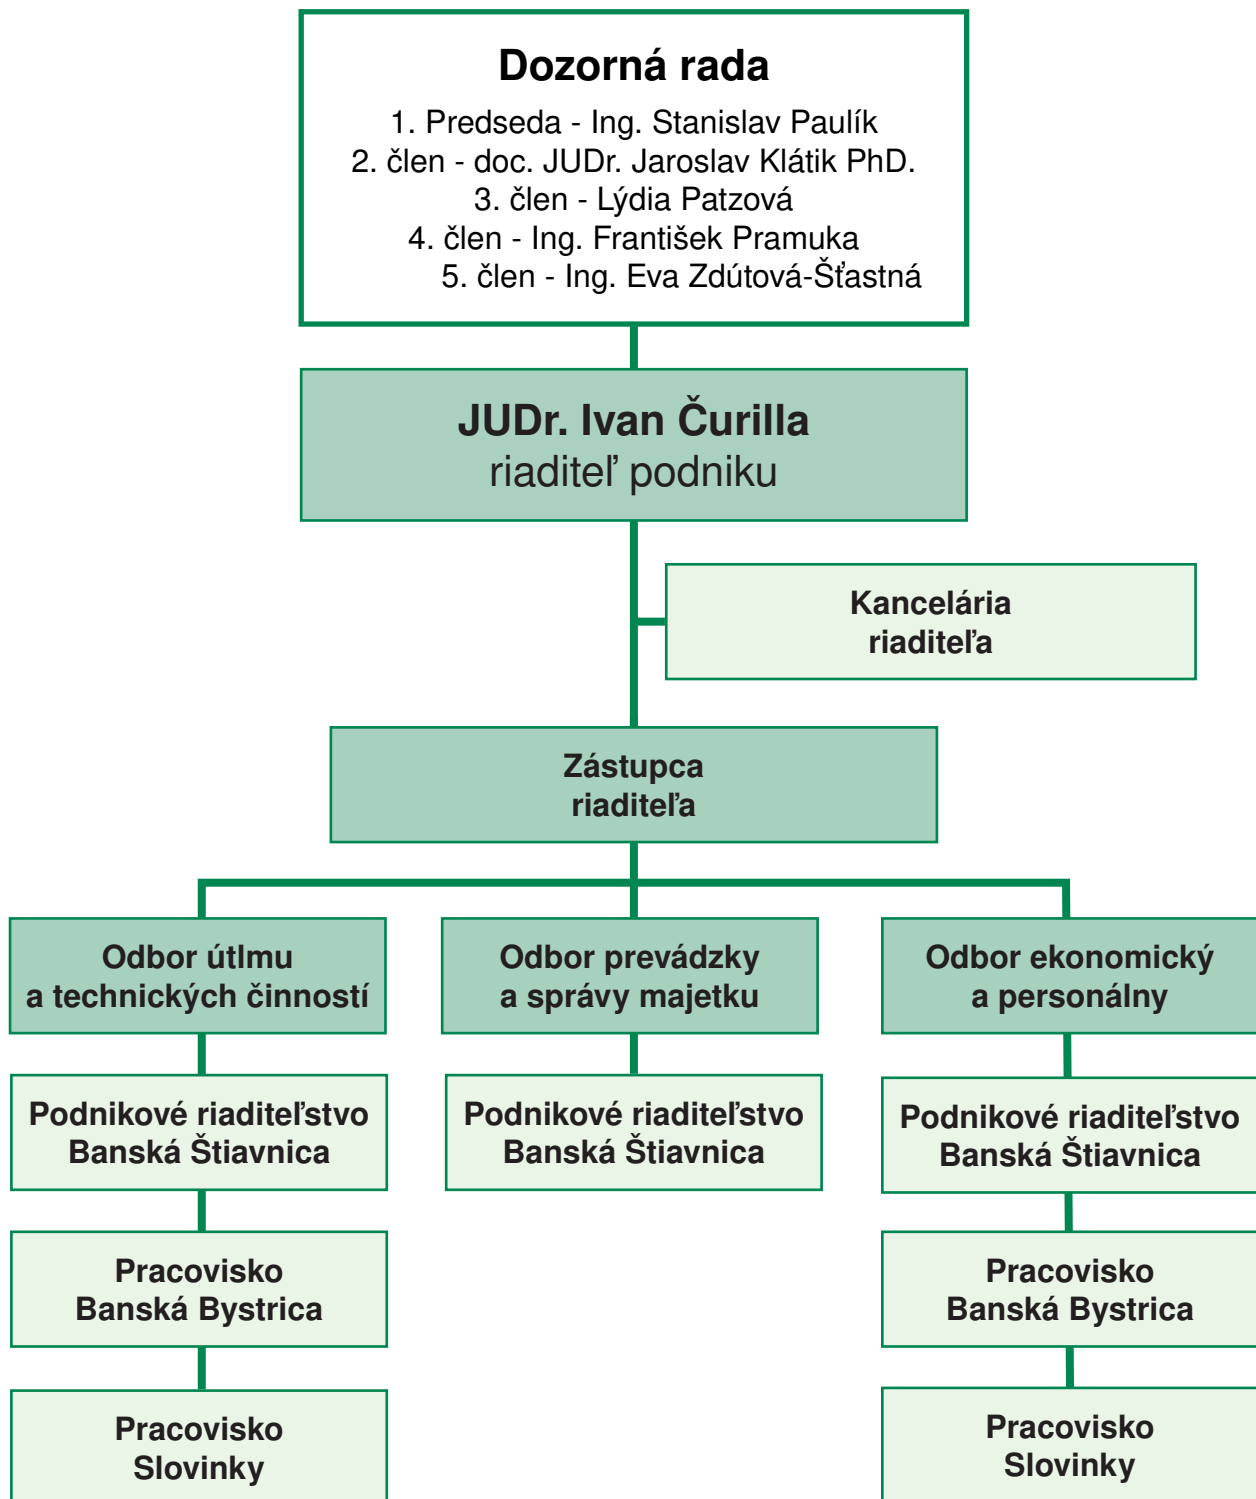 Dozorná rada
1. Predseda - Ing. Stanislav Paulík
2. člen - doc. JUDr. Jaroslav Klátik PhD.
3. člen - Lýdia Patzová
4. člen - Ing. František Pramuka
5. člen - Ing. Eva Zdútová-Šťastná
JUDr. Ivan Čurilla
riaditeľ podniku
Kancelária
riaditeľa
Zástupca
riaditeľa
Odbor útlmu
a technických činností
Odbor prevádzky
a správy majetku
Odbor ekonomický
a personálny
Podnikové riaditeľstvo
Banská Štiavnica
Podnikové riaditeľstvo
Banská Štiavnica
Podnikové riaditeľstvo
Banská Štiavnica
Pracovisko
Banská Bystrica
Pracovisko
Banská Bystrica
Pracovisko
Slovinky
Pracovisko
Slovinky